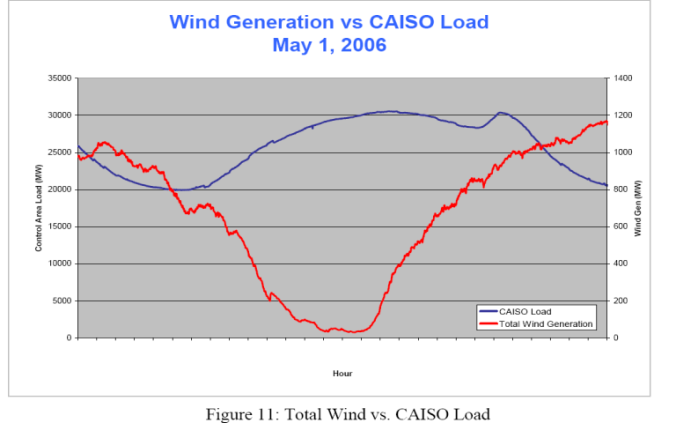 Wind Generation vs CAISO Load
May 1, 2006
35000
30000
25000
20000
15000
10000
5000
0
Control Area Load (MW)
1400
1200
1000
800
600
400
200
0
Wind Gen (MW)
CAISO Load
Total Wind Generation
Hour
Figure 11: Total Wind vs. CAISO Load